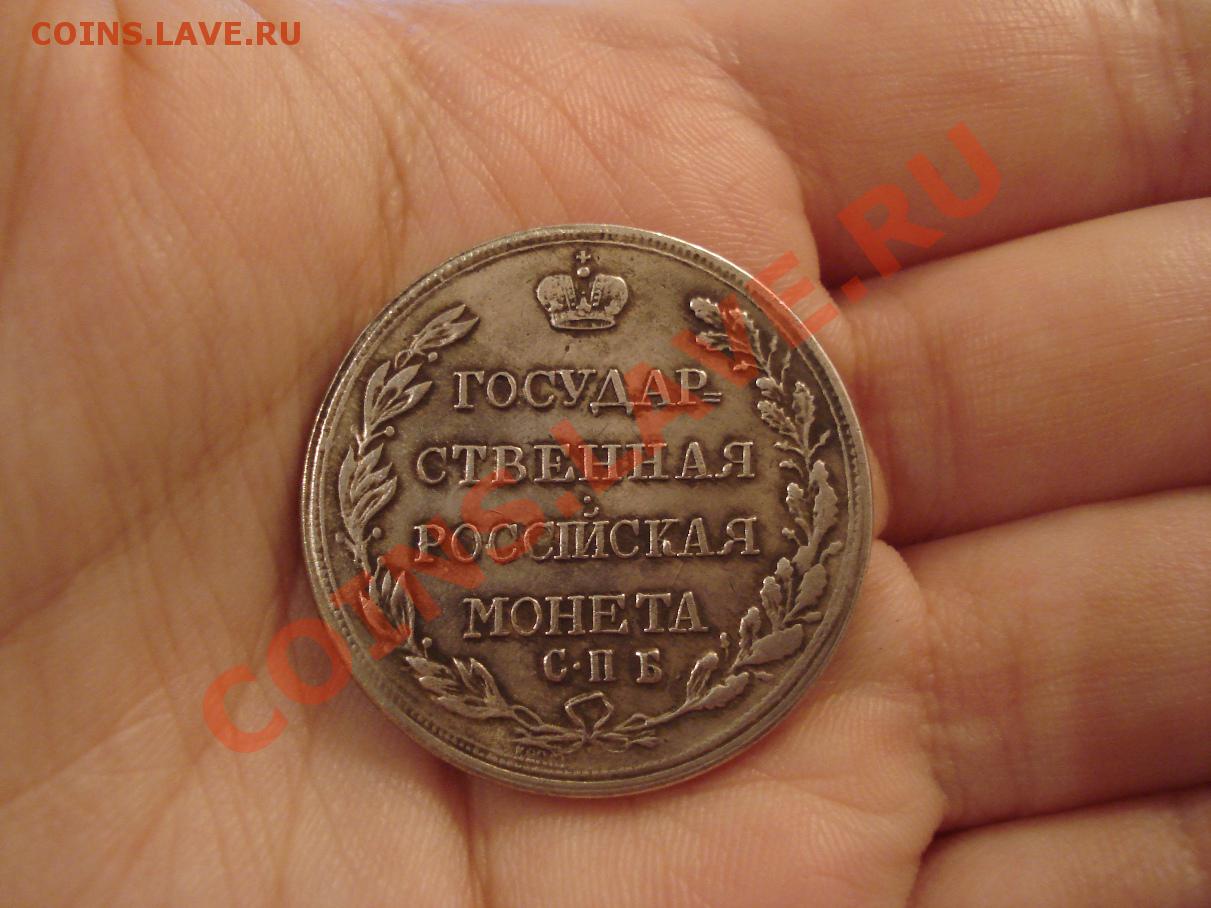 COINS.LAVE.RU
ГОСУДАР=
СТВЕННАЯ
РОССІЙСКАЯ
МОНЕТА
С·П Б
COINS.LAVE.RU